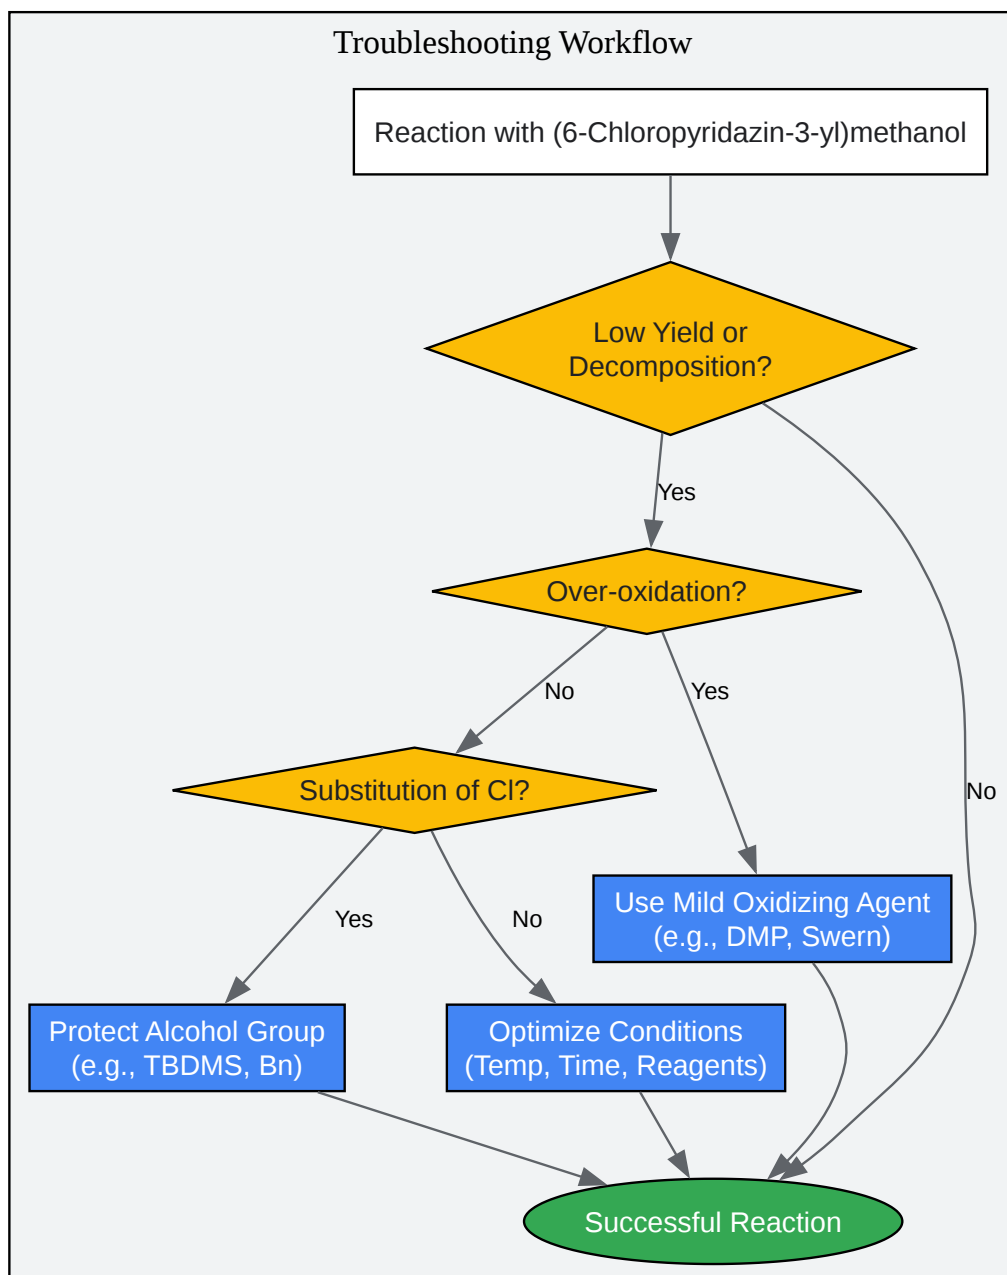 Troubleshooting Workflow
Reaction with (6-Chloropyridazin-3-yl)methanol
Low Yield or
Decomposition?
Yes
Over-oxidation?
No
Yes
Substitution of Cl?
No
Use Mild Oxidizing Agent
(e.g., DMP, Swern)
Yes
No
Protect Alcohol Group
(e.g., TBDMS, Bn)
Optimize Conditions
(Temp, Time, Reagents)
Successful Reaction